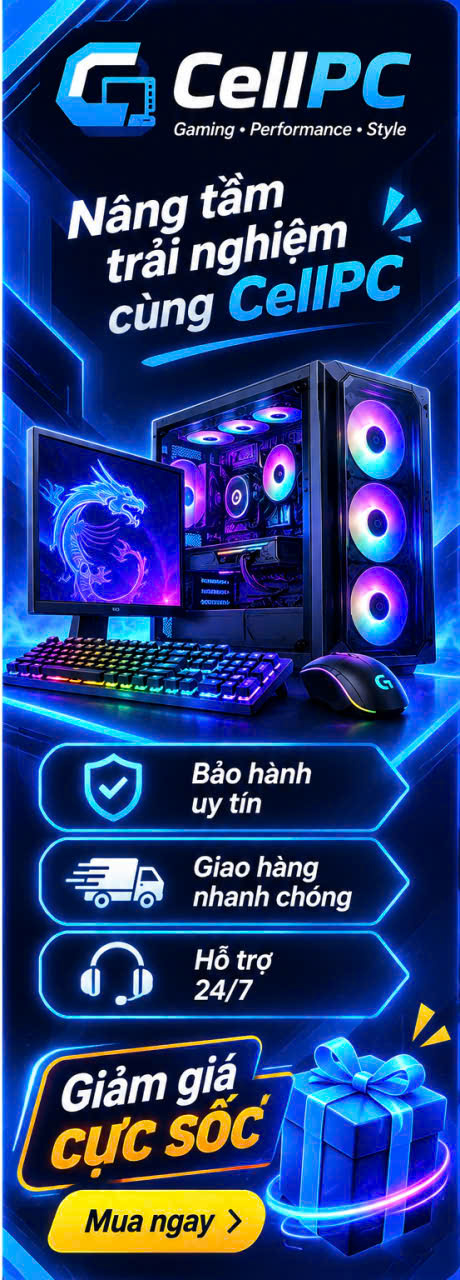 CellPC
Gaming • Performance • Style
Nâng tầm
trải nghiệm
cùng CellPC
Bảo hành
uy tín
Giao hàng
nhanh chóng
Hỗ trợ
24/7
Giảm giá
cực sốc
Mua ngay >